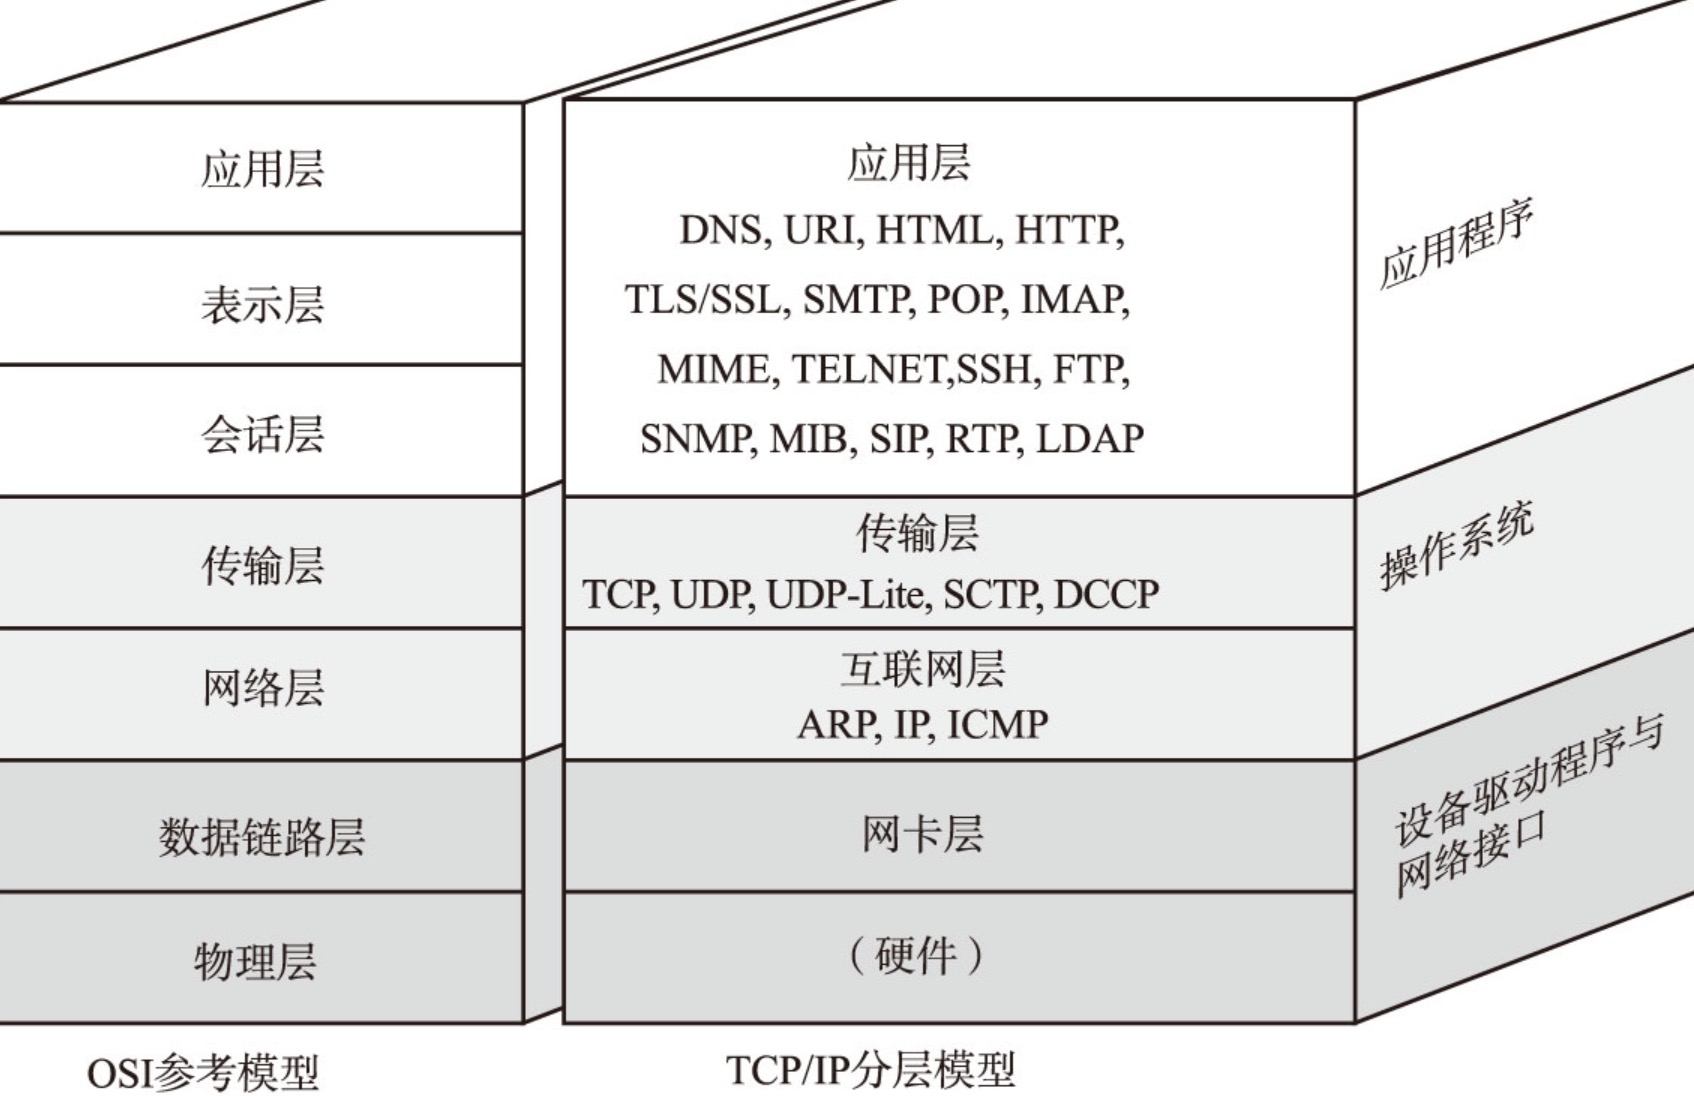 应用层
表示层
会话层
传输层
网络层
数据链路层
物理层
OSI参考模型
应用层
DNS, URI, HTML, HTTP,
TLS/SSL, SMTP, POP, IMAP,
MIME, TELNET,SSH, FTP,
SNMP, MIB, SIP, RTP, LDAP
传输层
TCP, UDP, UDP-Lite, SCTP, DCCP
互联网层
ARP, IP, ICMP
网卡层
（硬件）
TCP/IP分层模型
应用程序
操作系统
设备驱动程序与
网络接口